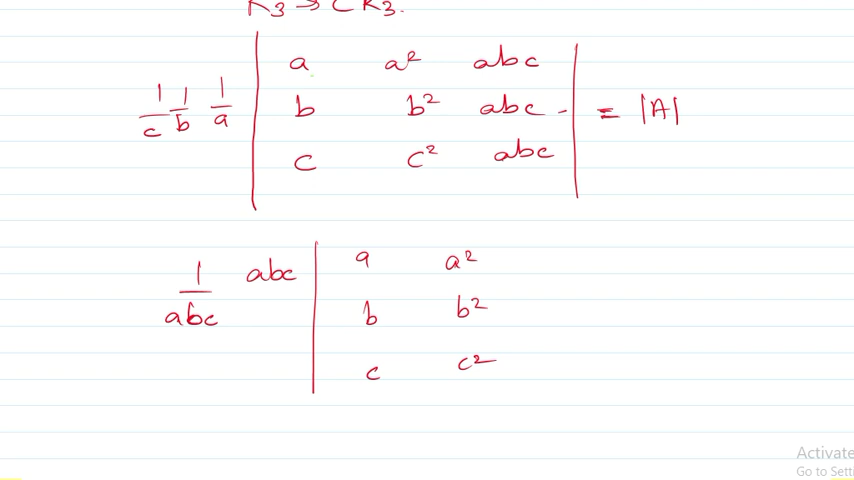 R₃ → CR₃.
1/c 1/b 1/a | a a² abc |
| b b² abc | = |A|
| c c² abc |
1/abc abc | a a²
| b b²
| c c²
Activate
Go to Setti